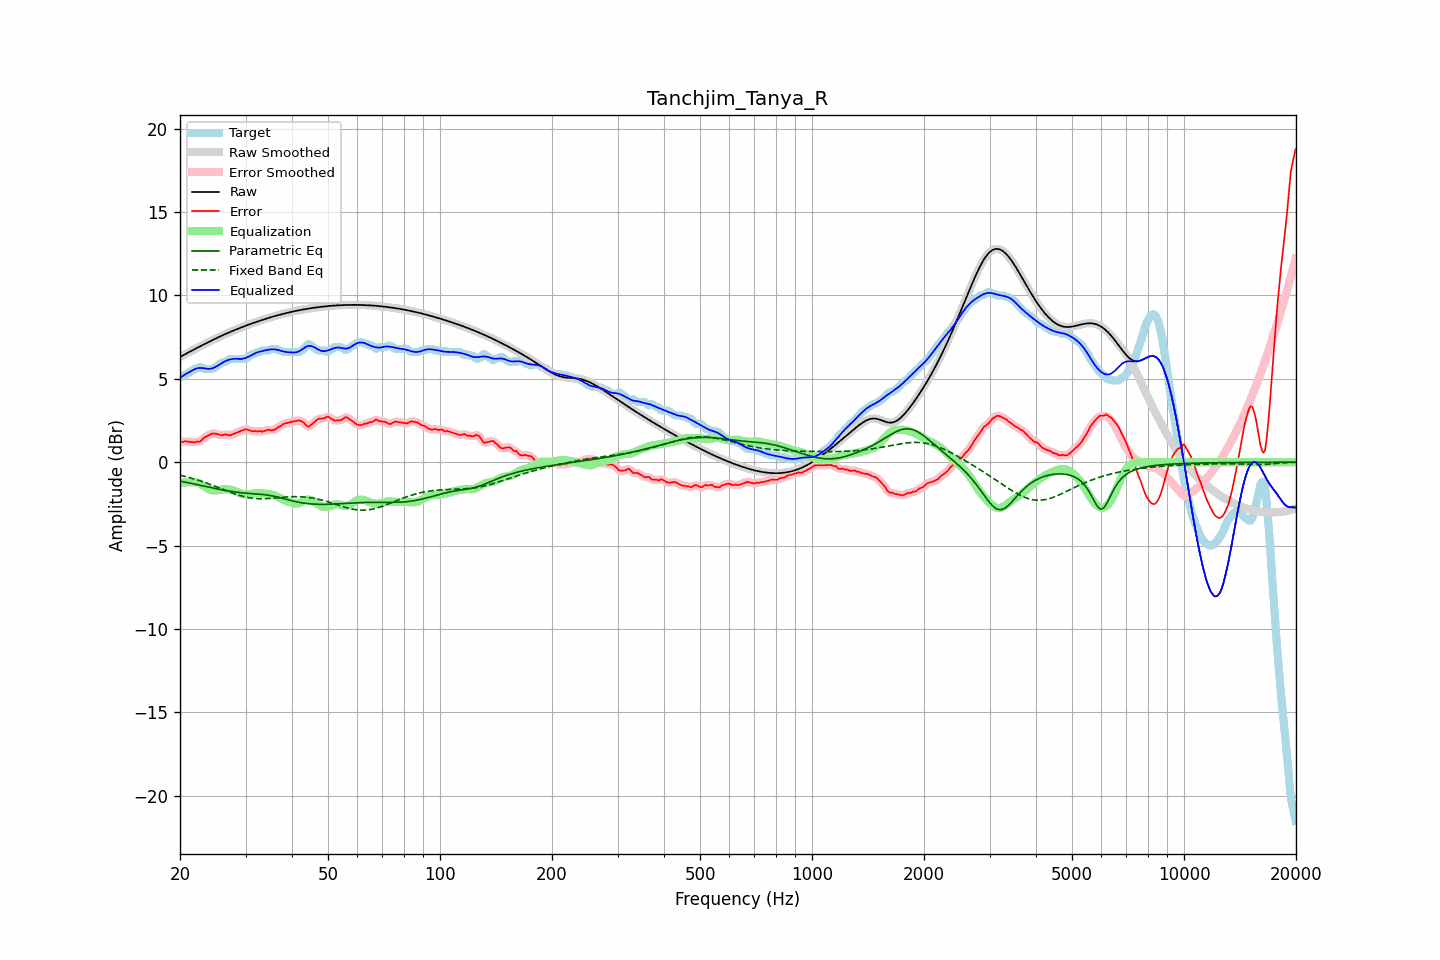 Tanchjim_Tanya_R
Target
Raw Smoothed
Error Smoothed
Raw
Error
Equalization
Parametric Eq
Fixed Band Eq
Equalized
20
15
10
5
0
−5
−10
−15
−20
Amplitude (dBr)
20 50 100 200 500 1000 2000 5000 10000 20000
Frequency (Hz)